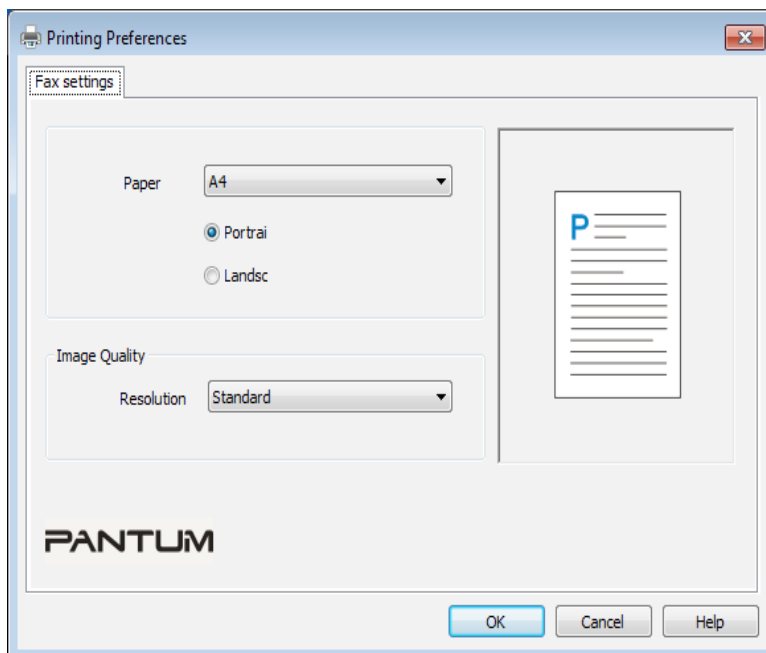 Printing Preferences
Fax settings
Paper
A4
Portrai
Landsc
P
Image Quality
Resolution
Standard
PANTUM
OK
Cancel
Help